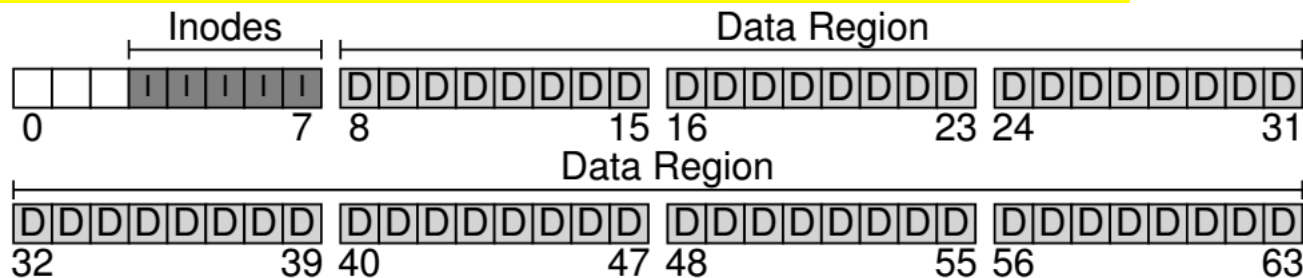 Inodes Data Region
I I I I I D D D D D D D D D D D D D D D D D D D D D D D D
0 7 8 15 16 23 24 31
Data Region
D D D D D D D D D D D D D D D D D D D D D D D D D D D D D D D D
32 39 40 47 48 55 56 63